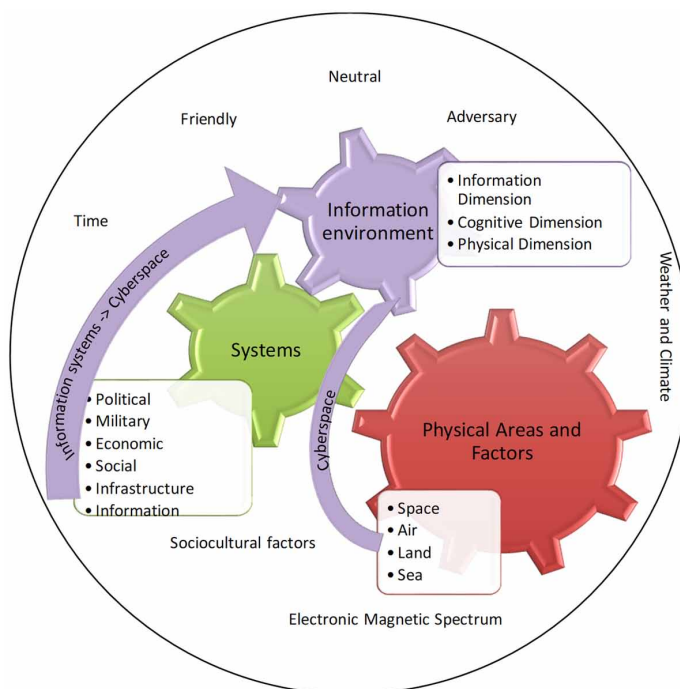 Neutral
Friendly
Adversary
Time
Information
environment
• Information
Dimension
• Cognitive Dimension
• Physical Dimension
Weather and Climate
Information systems -> Cyberspace
Systems
• Political
• Military
• Economic
• Social
• Infrastructure
• Information
Cyberspace
Physical Areas and
Factors
• Space
• Air
• Land
• Sea
Sociocultural factors
Electronic Magnetic Spectrum